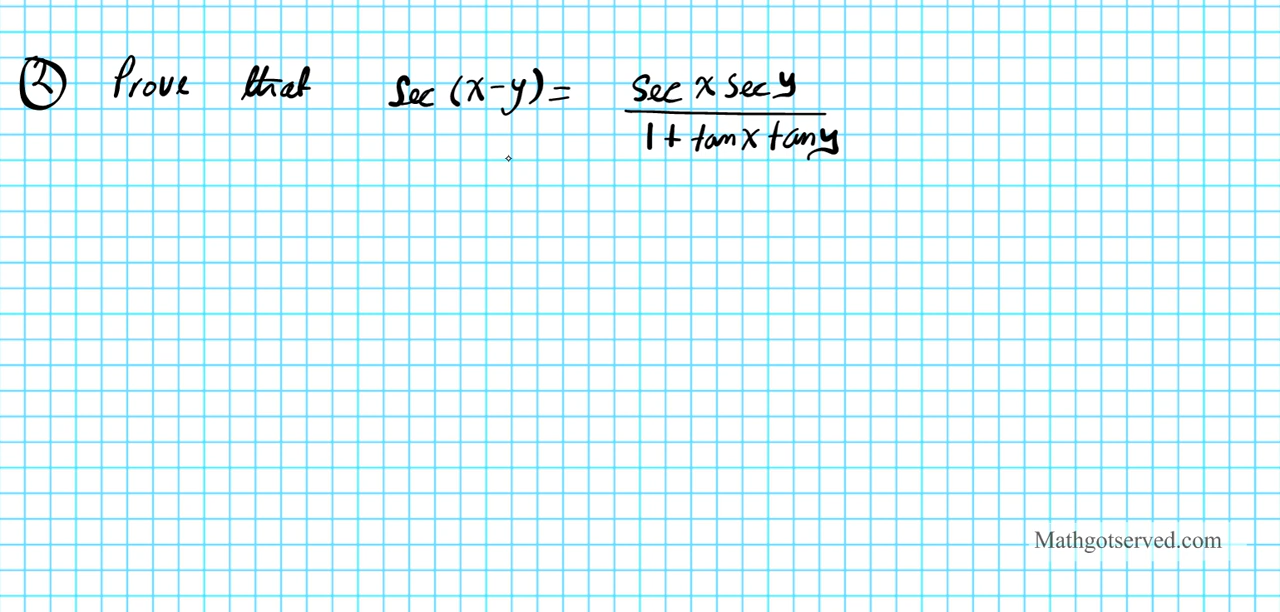 ② Prove that sec (x-y) = sec x sec y / 1 + tan x tan y
Mathgotserved.com